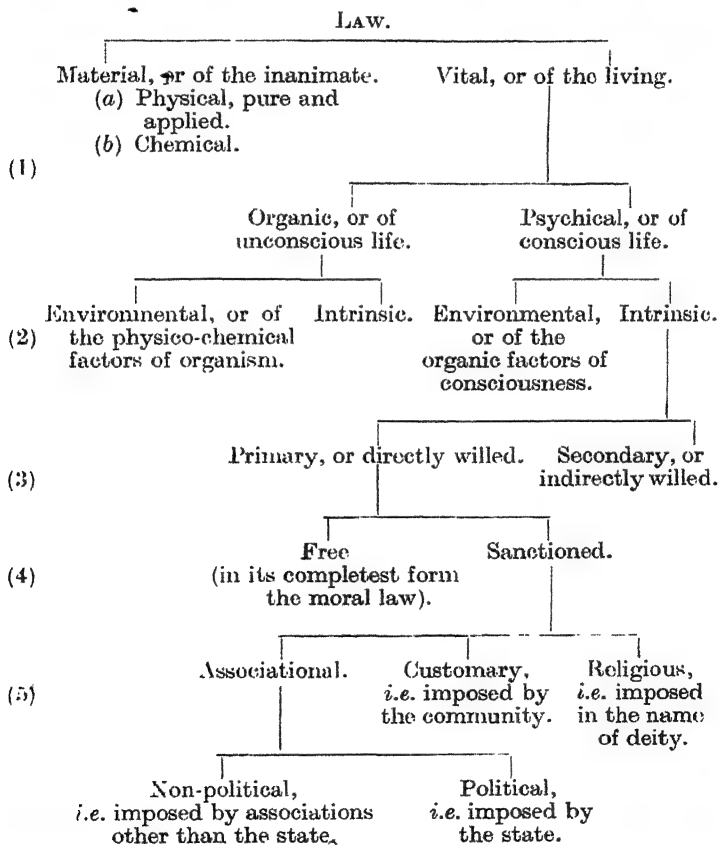 LAW.
Material, or of the inanimate. Vital, or of the living.
(a) Physical, pure and
applied.
(b) Chemical.
(1)
Organic, or of Psychical, or of
unconscious life. conscious life.
Environmental, or of Intrinsic. Environmental, Intrinsic.
(2) the physico-chemical or of the
factors of organism. organic factors of
consciousness.
Primary, or directly willed. Secondary, or
(3) indirectly willed.
Free Sanctioned.
(4) (in its completest form
the moral law).
Associational. Customary, Religious,
(5) i.e. imposed by i.e. imposed
the community. in the name
of deity.
Non-political, Political,
i.e. imposed by associations i.e. imposed by
other than the state. the state.